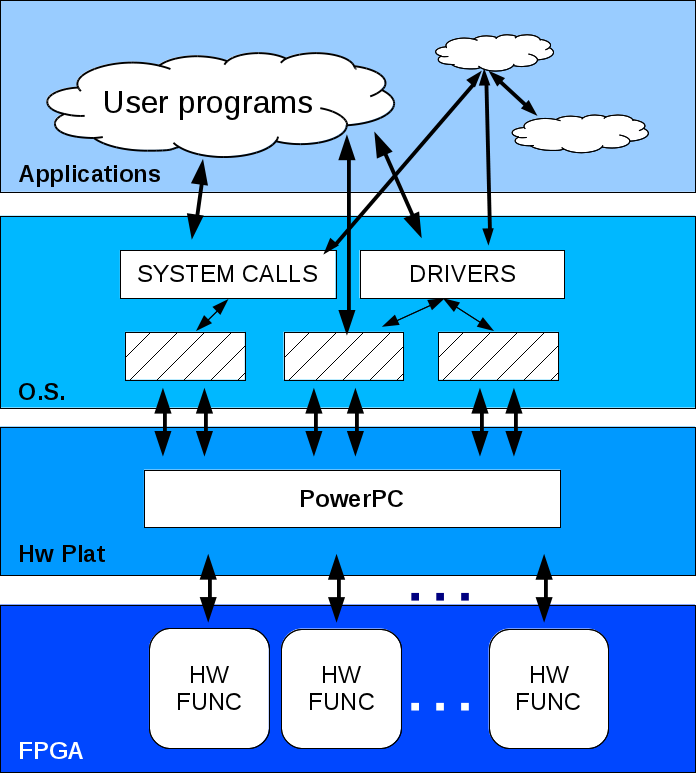 User programs
Applications
SYSTEM CALLS
DRIVERS
O.S.
PowerPC
Hw Plat
...
HW
FUNC
HW
FUNC
...
HW
FUNC
FPGA